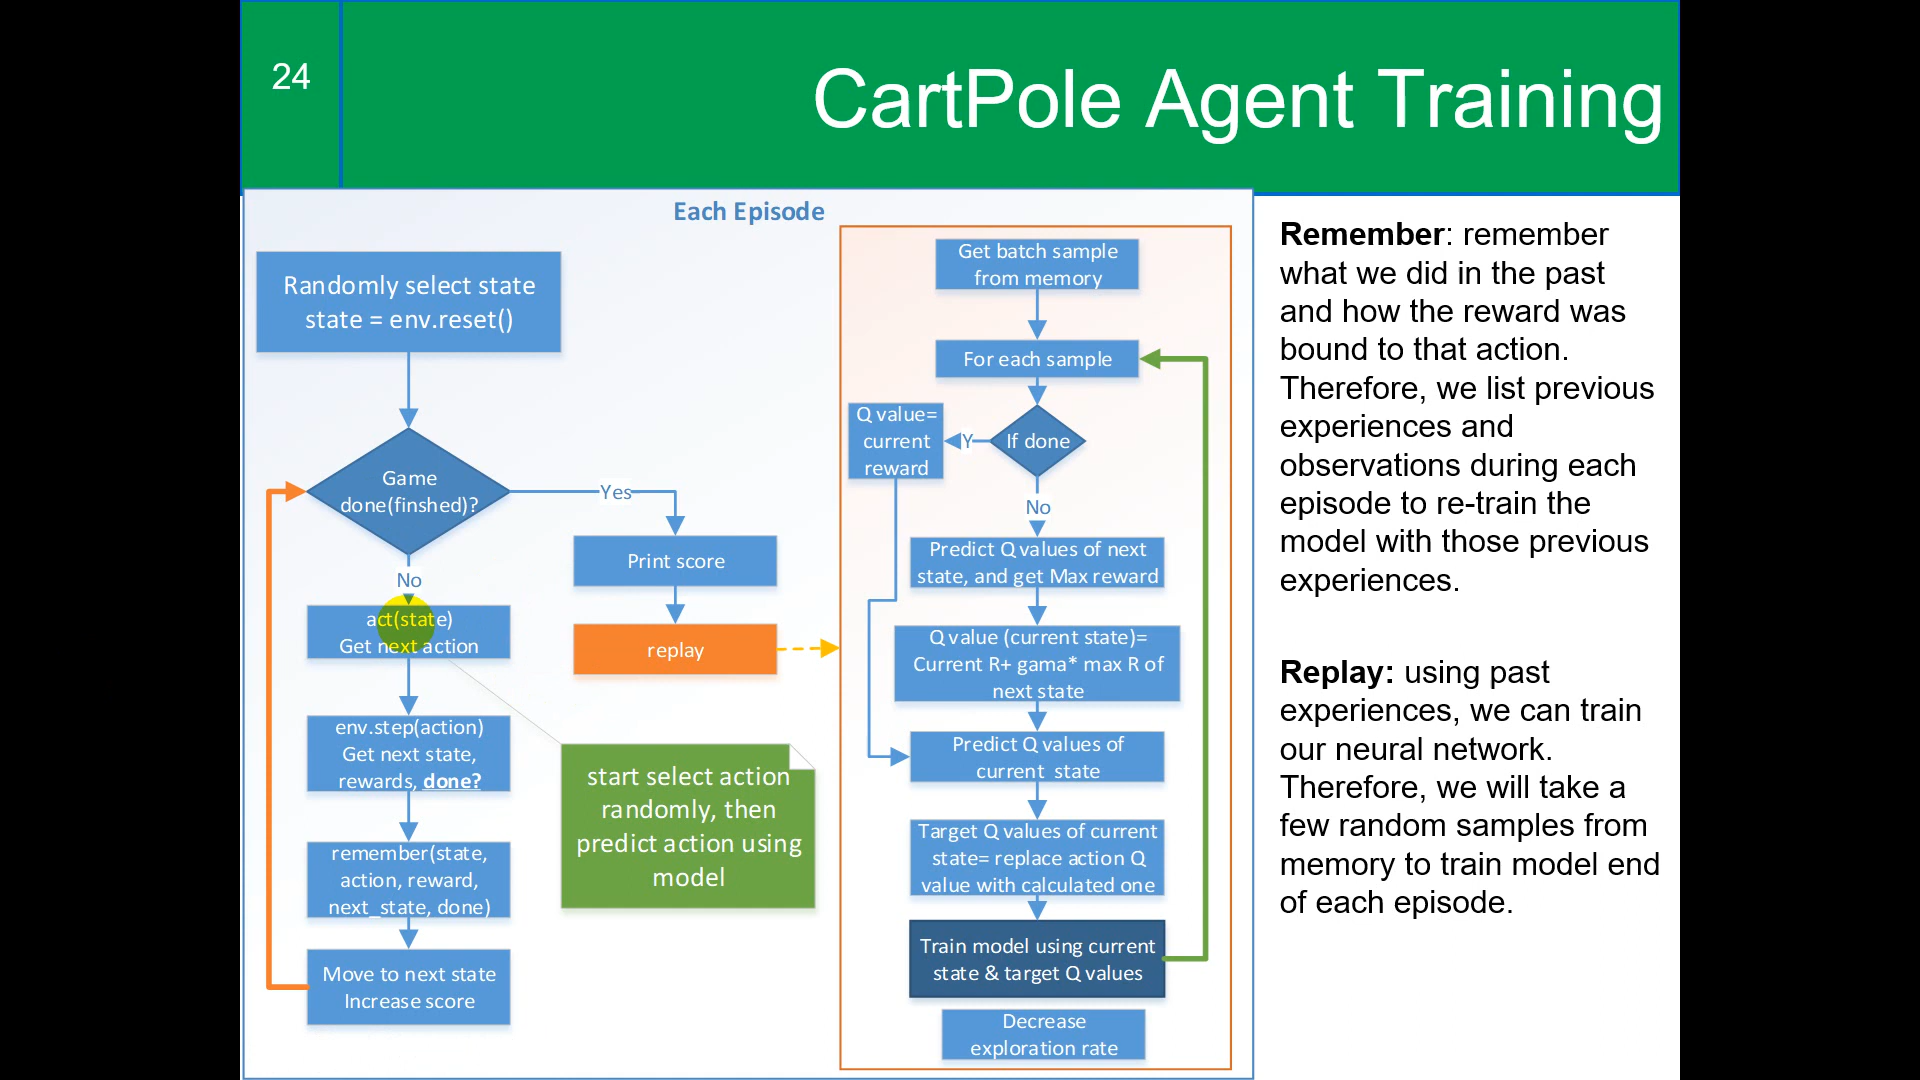 24
CartPole Agent Training
Each Episode
Randomly select state
state = env.reset()
Game
done(finshed)?
Yes
No
act(state)
Get next action
env.step(action)
Get next state,
rewards, done?
remember(state,
action, reward,
next_state, done)
Move to next state
Increase score
Print score
replay
start select action
randomly, then
predict action using
model
Get batch sample
from memory
For each sample
If done
Y
Q value=
current
reward
No
Predict Q values of next
state, and get Max reward
Q value (current state)=
Current R+ gama* max R of
next state
Predict Q values of
current state
Target Q values of current
state= replace action Q
value with calculated one
Train model using current
state & target Q values
Decrease
exploration rate
Remember: remember
what we did in the past
and how the reward was
bound to that action.
Therefore, we list previous
experiences and
observations during each
episode to re-train the
model with those previous
experiences.
Replay: using past
experiences, we can train
our neural network.
Therefore, we will take a
few random samples from
memory to train model end
of each episode.